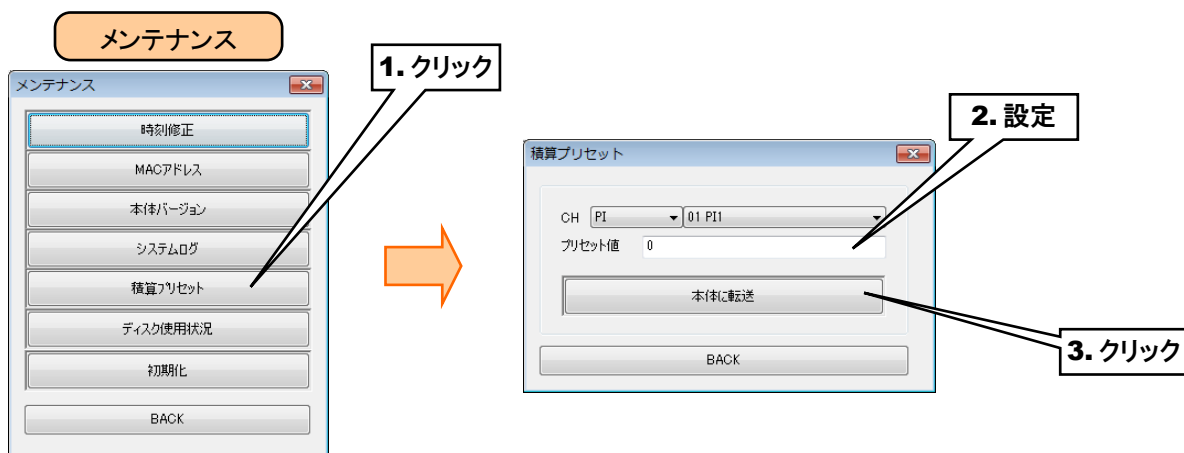 メンテナンス
1. クリック
メンテナンス
時刻修正
MACアドレス
本体バージョン
システムログ
積算プリセット
ディスク使用状況
初期化
BACK
2. 設定
積算プリセット
CH PI 01 PI1
プリセット値 0
本体に転送
BACK
3. クリック